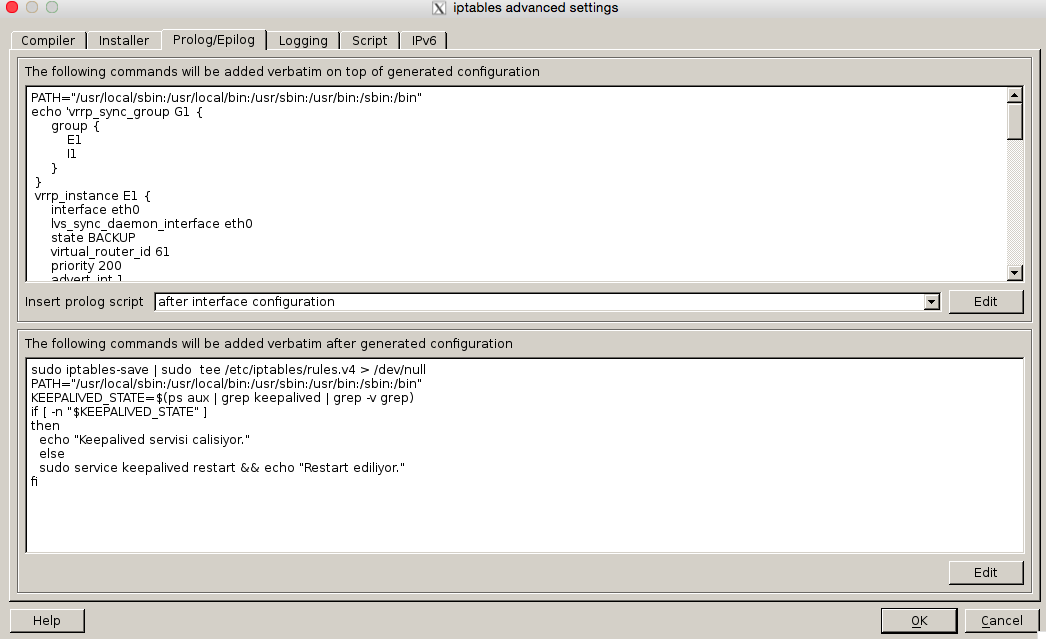 iptables advanced settings
Compiler Installer Prolog/Epilog Logging Script IPv6
The following commands will be added verbatim on top of generated configuration
PATH="/usr/local/sbin:/usr/local/bin:/usr/sbin:/usr/bin:/sbin:/bin"
echo 'vrrp_sync_group G1 {
group {
E1
I1
}
}
vrrp_instance E1 {
interface eth0
lvs_sync_daemon_interface eth0
state BACKUP
virtual_router_id 61
priority 200
advert_int 1
Insert prolog script after interface configuration Edit
The following commands will be added verbatim after generated configuration
sudo iptables-save | sudo  tee /etc/iptables/rules.v4 > /dev/null
PATH="/usr/local/sbin:/usr/local/bin:/usr/sbin:/usr/bin:/sbin:/bin"
KEEPALIVED_STATE=$(ps aux | grep keepalived | grep -v grep)
if [ -n "$KEEPALIVED_STATE" ]
then
echo "Keepalived servisi calisiyor."
else
sudo service keepalived restart && echo "Restart ediliyor."
fi
Edit
Help OK Cancel